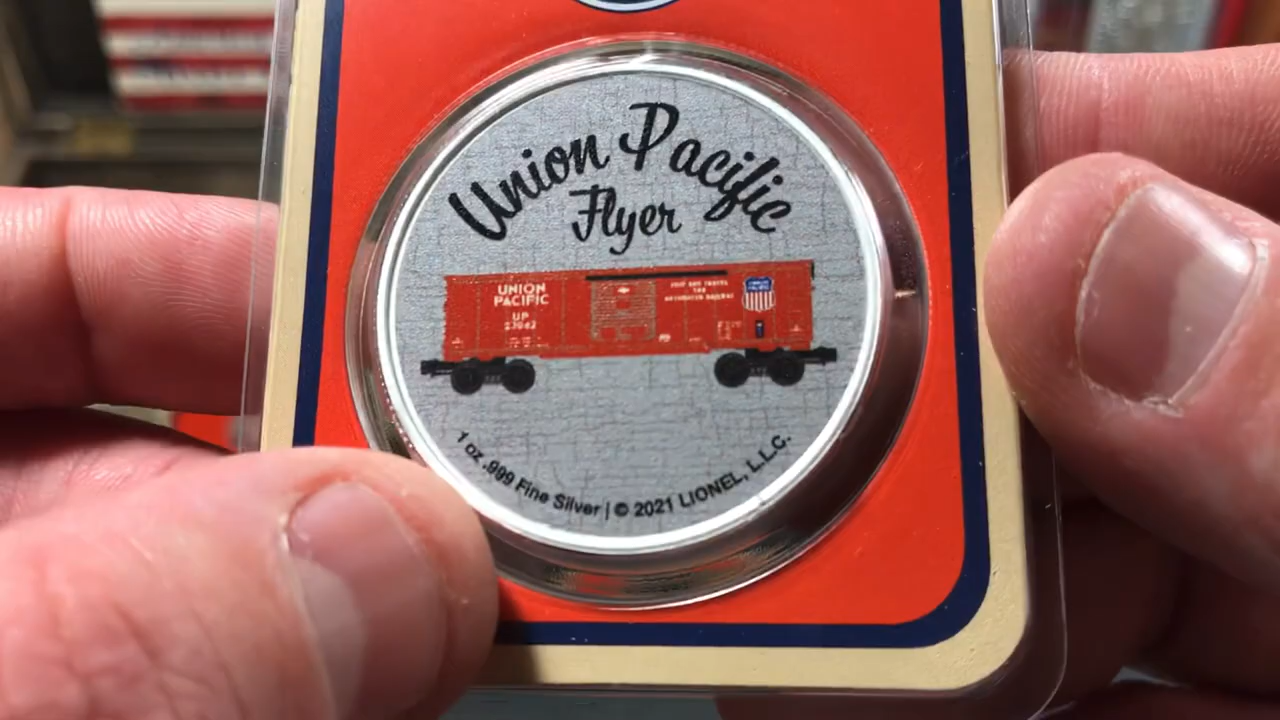 Union Pacific
Flyer
UNION
PACIFIC
UP
1 oz .999 Fine Silver | © 2021 LIONEL, L.L.C.